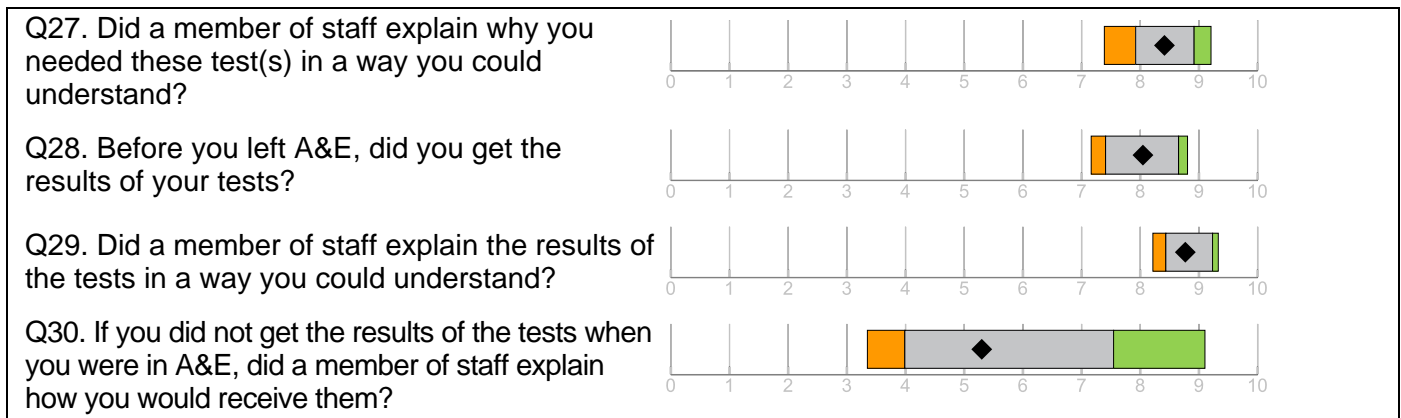 Q27. Did a member of staff explain why you
needed these test(s) in a way you could
understand?
0 1 2 3 4 5 6 7 8 9 10
Q28. Before you left A&E, did you get the
results of your tests?
0 1 2 3 4 5 6 7 8 9 10
Q29. Did a member of staff explain the results of
the tests in a way you could understand?
0 1 2 3 4 5 6 7 8 9 10
Q30. If you did not get the results of the tests when
you were in A&E, did a member of staff explain
how you would receive them?
0 1 2 3 4 5 6 7 8 9 10